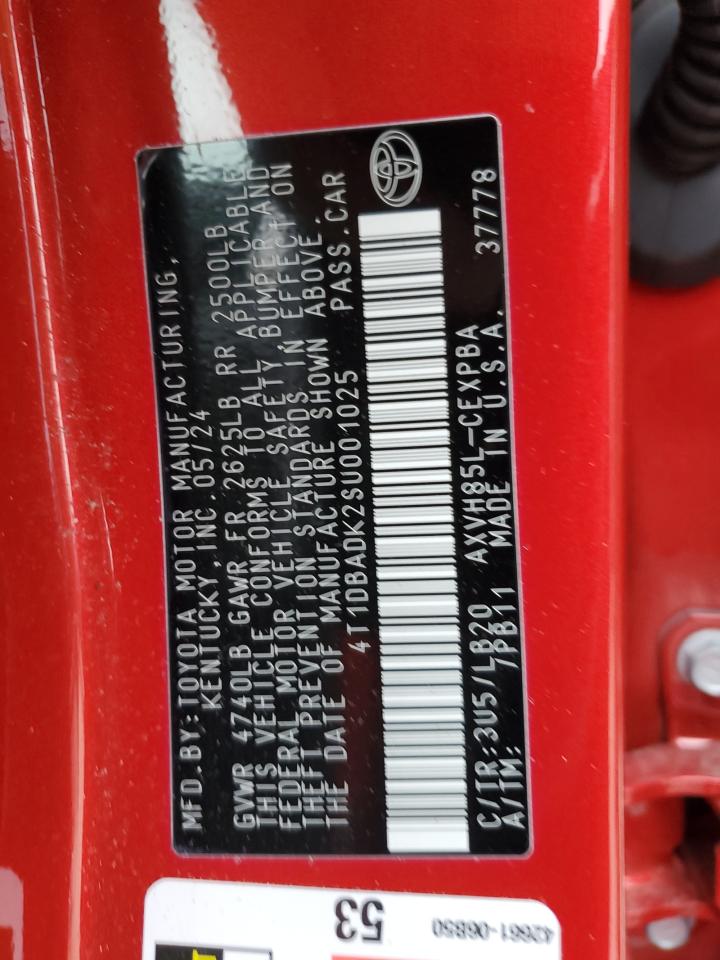 MFD.BY:TOYOTA MOTOR MANUFACTURING,
KENTUCKY,INC.05/24
GVWR 4740LB GAWR FR 2625LB RR 2500LB
THIS VEHICLE CONFORMS TO ALL APPLICABLE
FEDERAL MOTOR VEHICLE SAFETY,BUMPER,AND
THEFT PREVENTION STANDARDS IN EFFECT ON
THE DATE OF MANUFACTURE SHOWN ABOVE.
4T1DBADK2SU001025 PASS.CAR
C/TR:3U5/LB20 AXVH85L-CEXPBA
A/TM: /PB11 MADE IN U.S.A. 37778
53
42661-06B50